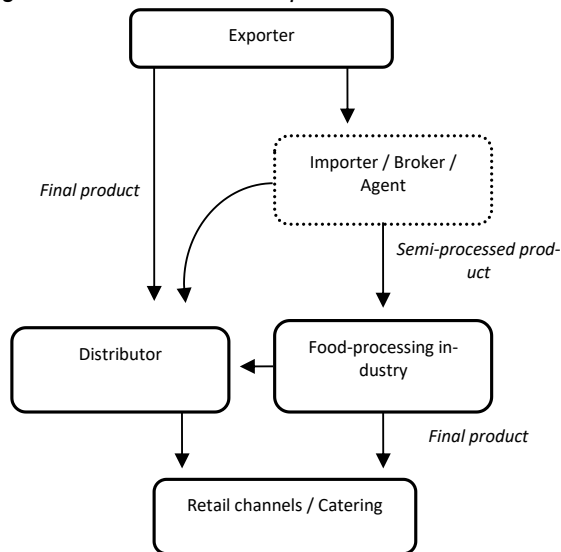 Exporter
Importer / Broker /
Agent
Final product
Semi-processed prod-
uct
Distributor
Food-processing in-
dustry
Final product
Retail channels / Catering